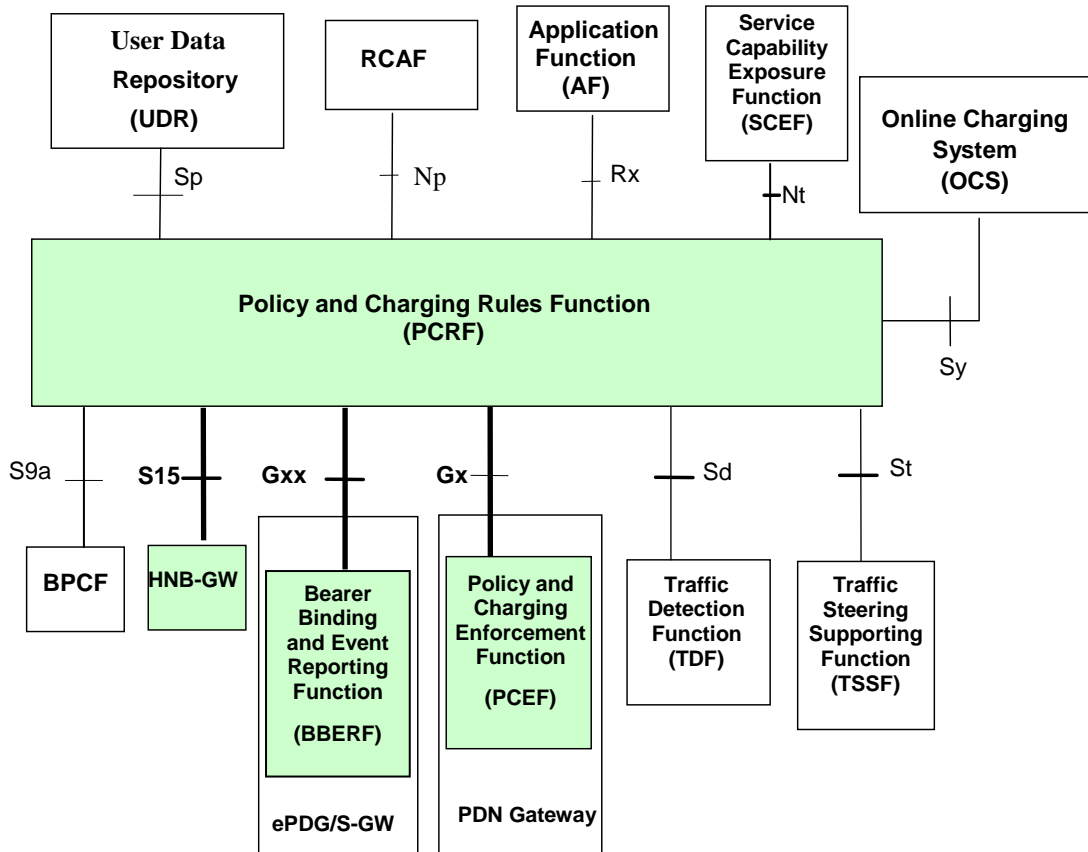 User Data
Repository
(UDR)
RCAF
Application
Function
(AF)
Service
Capability
Exposure
Function
(SCEF)
Online Charging
System
(OCS)
Sp
Np
Rx
Nt
Policy and Charging Rules Function
(PCRF)
Sy
S9a
S15
Gxx
Gx
Sd
St
BPCF
HNB-GW
Bearer
Binding
and Event
Reporting
Function
(BBERF)
ePDG/S-GW
Policy and
Charging
Enforcement
Function
(PCEF)
PDN Gateway
Traffic
Detection
Function
(TDF)
Traffic
Steering
Supporting
Function
(TSSF)